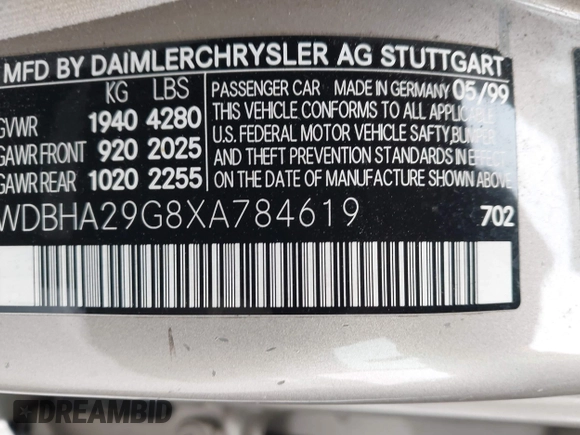 MFD BY DAIMLERCHRYSLER AG STUTTGART
KG LBS
GVWR 1940 4280
GAWR FRONT 920 2025
GAWR REAR 1020 2255
PASSENGER CAR MADE IN GERMANY 05/99
THIS VEHICLE CONFORMS TO ALL APPLICABLE
U.S. FEDERAL MOTOR VEHICLE SAFTY, BUMPER
AND THEFT PREVENTION STANDARDS IN EFFECT
ON THE DATE OF MANUFACTURE SHOWN ABOVE
WDBHA29G8XA784619
702
DREAMBID